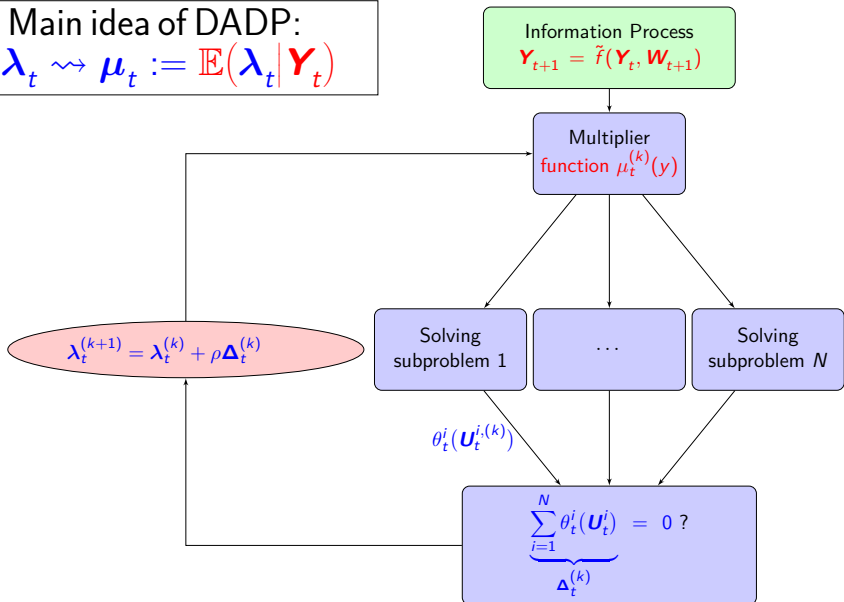 Main idea of DADP:
λ_t ⇝ μ_t := 𝔼(λ_t | Y_t)
Information Process
Y_{t+1} = f̃(Y_t, W_{t+1})
Multiplier
function μ_t^{(k)}(y)
λ_t^{(k+1)} = λ_t^{(k)} + ρΔ_t^{(k)}
Solving
subproblem 1
...
Solving
subproblem N
θ_t^i(U_t^{i,(k)})
∑_{i=1}^{N} θ_t^i(U_t^i) = 0 ?
Δ_t^{(k)}